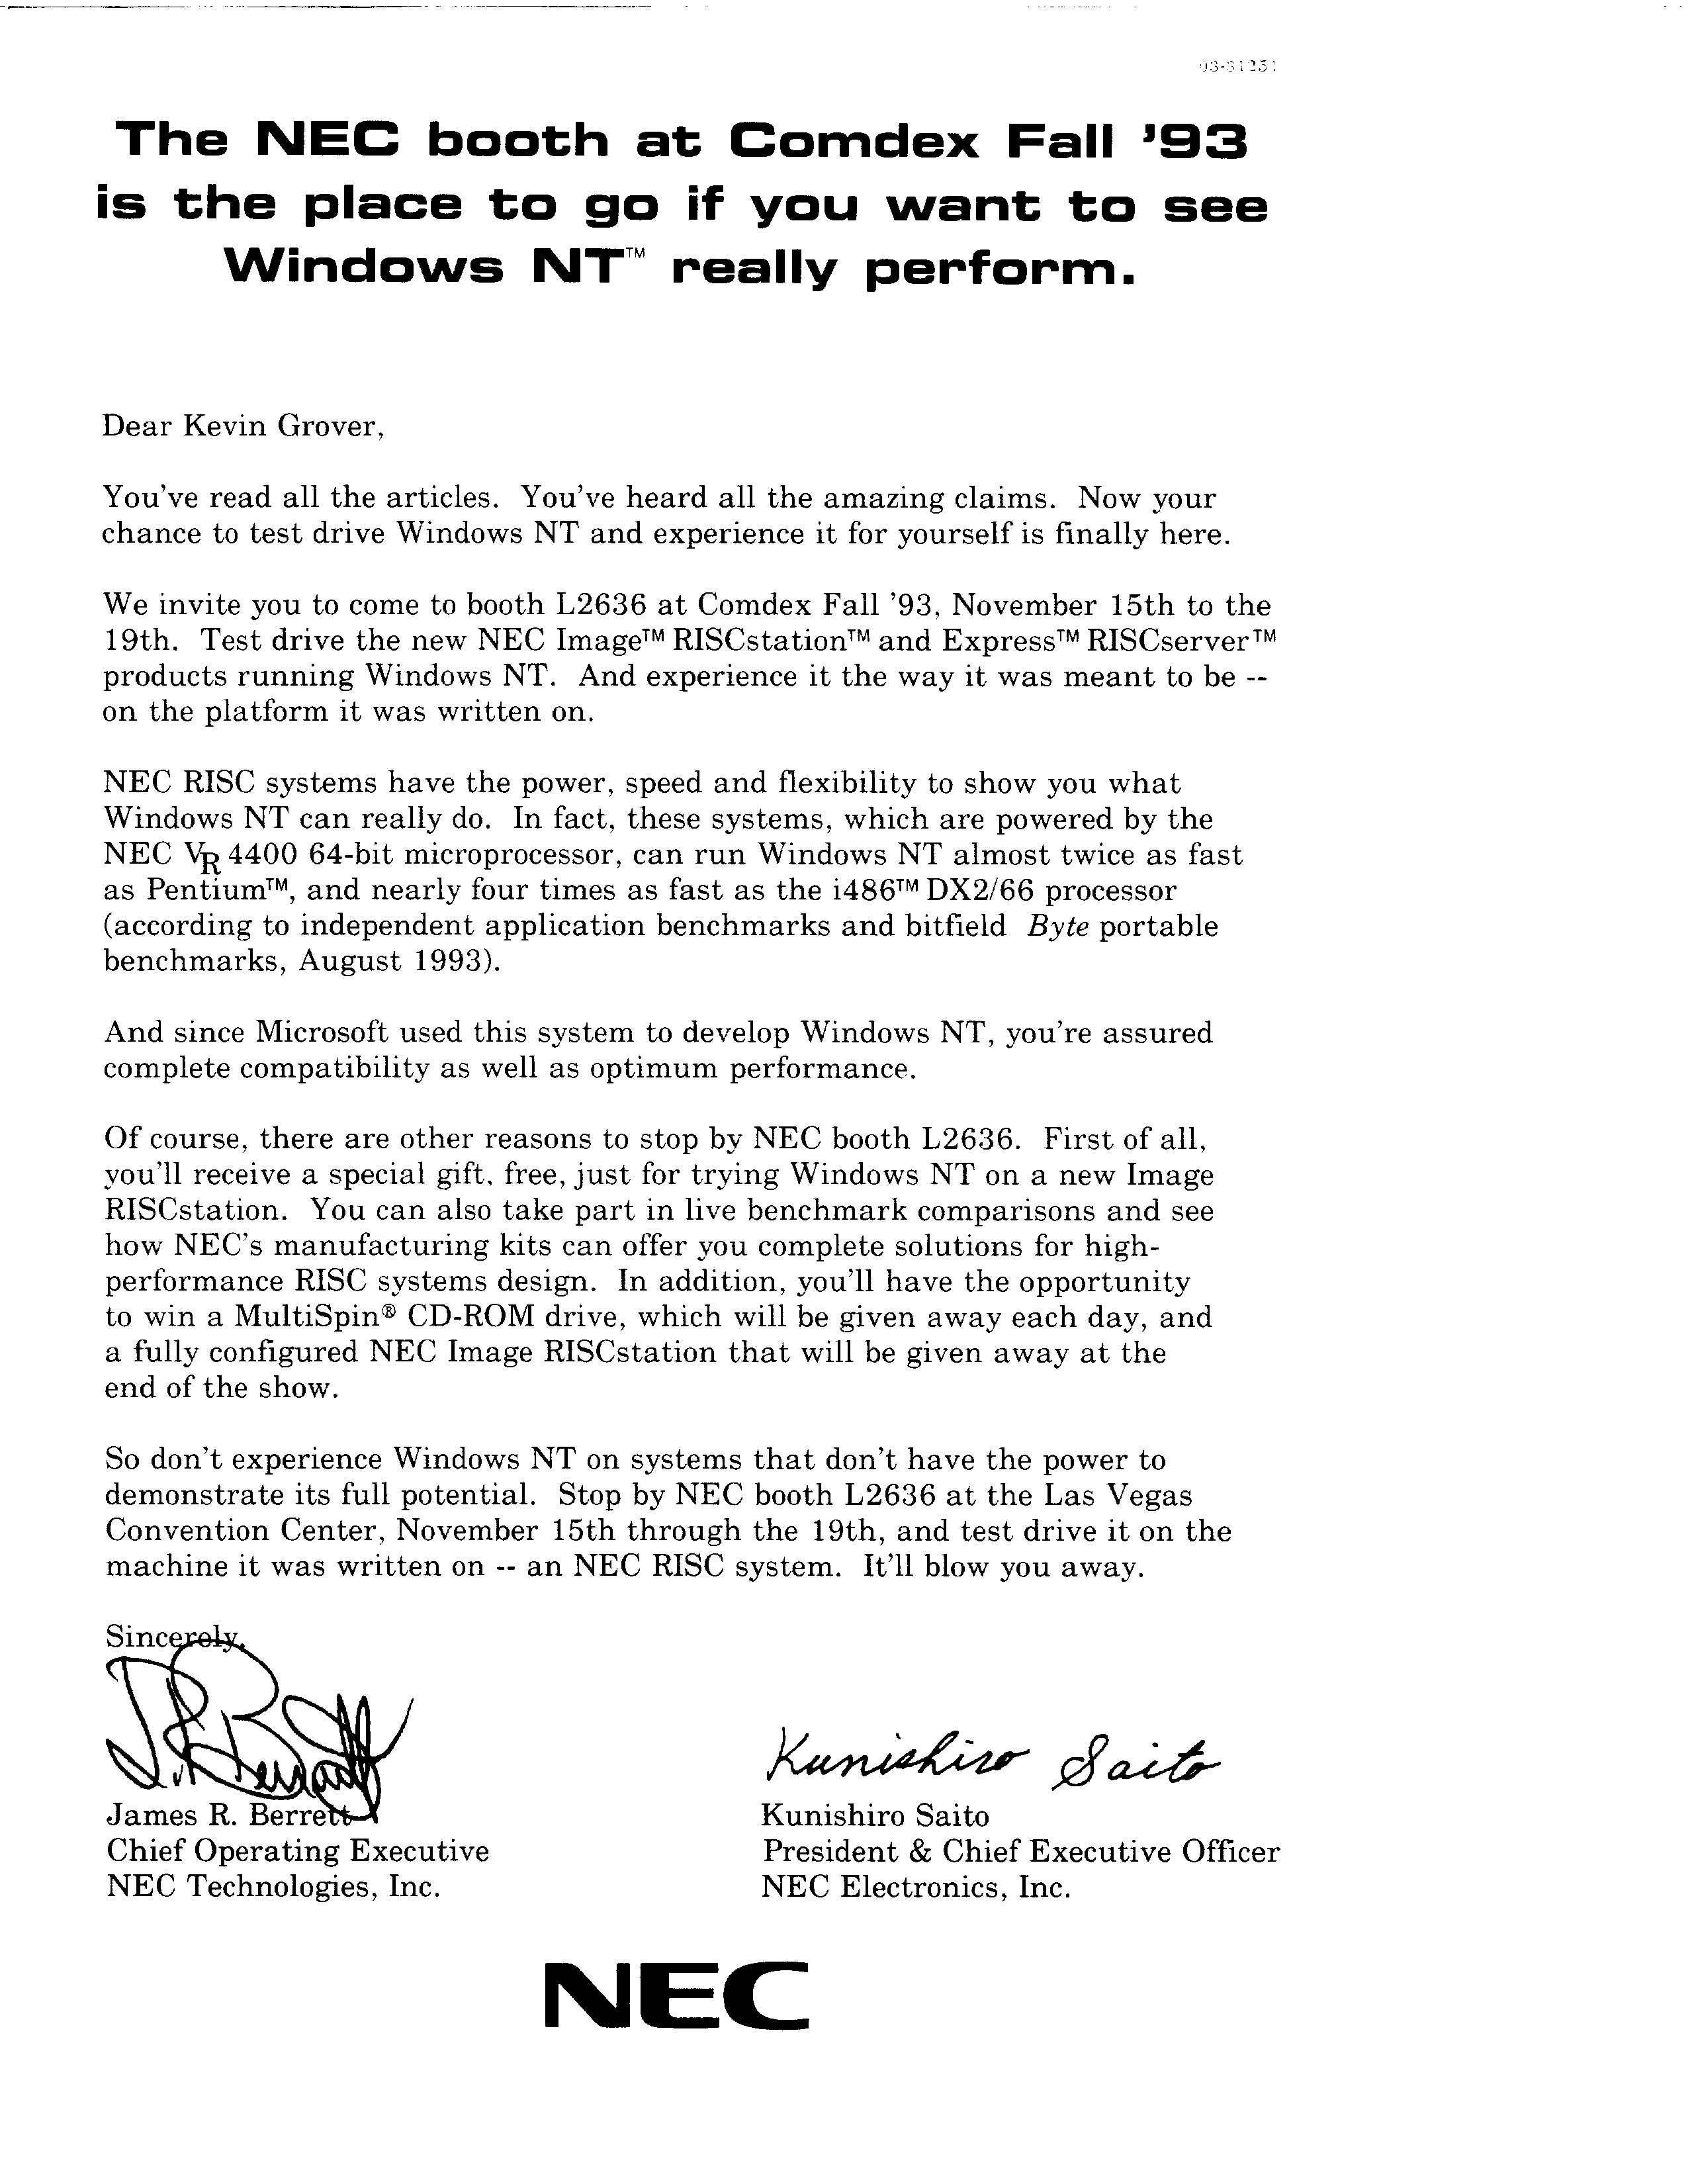 The NEC booth at Comdex Fall '93
is the place to go if you want to see
Windows NT™ really perform.
Dear Kevin Grover,
You've read all the articles. You've heard all the amazing claims. Now your
chance to test drive Windows NT and experience it for yourself is finally here.
We invite you to come to booth L2636 at Comdex Fall '93, November 15th to the
19th. Test drive the new NEC Image™ RISCstation™ and Express™ RISCserver™
products running Windows NT. And experience it the way it was meant to be --
on the platform it was written on.
NEC RISC systems have the power, speed and flexibility to show you what
Windows NT can really do. In fact, these systems, which are powered by the
NEC VR 4400 64-bit microprocessor, can run Windows NT almost twice as fast
as Pentium™, and nearly four times as fast as the i486™ DX2/66 processor
(according to independent application benchmarks and bitfield Byte portable
benchmarks, August 1993).
And since Microsoft used this system to develop Windows NT, you're assured
complete compatibility as well as optimum performance.
Of course, there are other reasons to stop by NEC booth L2636. First of all,
you'll receive a special gift, free, just for trying Windows NT on a new Image
RISCstation. You can also take part in live benchmark comparisons and see
how NEC's manufacturing kits can offer you complete solutions for high-
performance RISC systems design. In addition, you'll have the opportunity
to win a MultiSpin® CD-ROM drive, which will be given away each day, and
a fully configured NEC Image RISCstation that will be given away at the
end of the show.
So don't experience Windows NT on systems that don't have the power to
demonstrate its full potential. Stop by NEC booth L2636 at the Las Vegas
Convention Center, November 15th through the 19th, and test drive it on the
machine it was written on -- an NEC RISC system. It'll blow you away.
Sincerely,
Kunishiro Saito
James R. Berrett
Kunishiro Saito
Chief Operating Executive
President & Chief Executive Officer
NEC Technologies, Inc.
NEC Electronics, Inc.
NEC